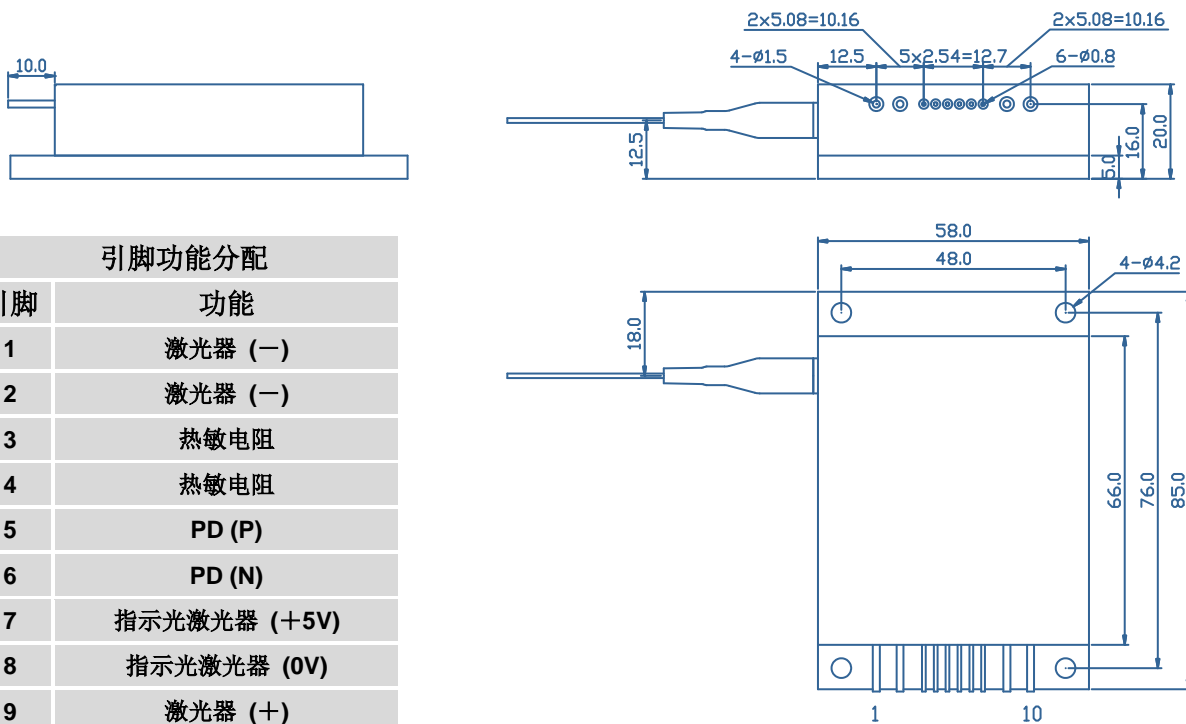 10.0
2×5.08=10.16
2×5.08=10.16
4-ø1.5
12.5
5×2.54=12.7
6-ø0.8
12.5
5.0
16.0
20.0
58.0
48.0
4-ø4.2
18.0
66.0
76.0
85.0
1
10
引脚功能分配
脚 功能
1 激光器 (－)
2 激光器 (－)
3 热敏电阻
4 热敏电阻
5 PD (P)
6 PD (N)
7 指示光激光器 (＋5V)
8 指示光激光器 (0V)
9 激光器 (＋)